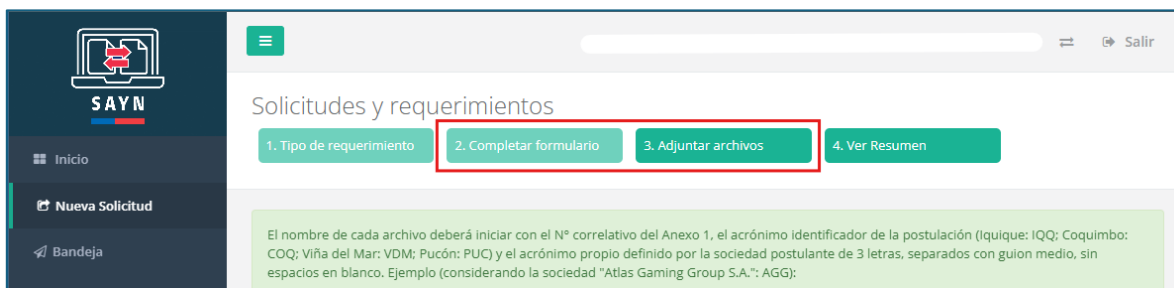 SAYN
Salir
Solicitudes y requerimientos
1. Tipo de requerimiento
2. Completar formulario
3. Adjuntar archivos
4. Ver Resumen
Inicio
Nueva Solicitud
Bandeja
El nombre de cada archivo deberá iniciar con el N° correlativo del Anexo 1, el acrónimo identificador de la postulación (Iquique: IQQ; Coquimbo:
COQ; Viña del Mar: VDM; Pucón: PUC) y el acrónimo propio definido por la sociedad postulante de 3 letras, separados con guion medio, sin
espacios en blanco. Ejemplo (considerando la sociedad "Atlas Gaming Group S.A.": AGG):